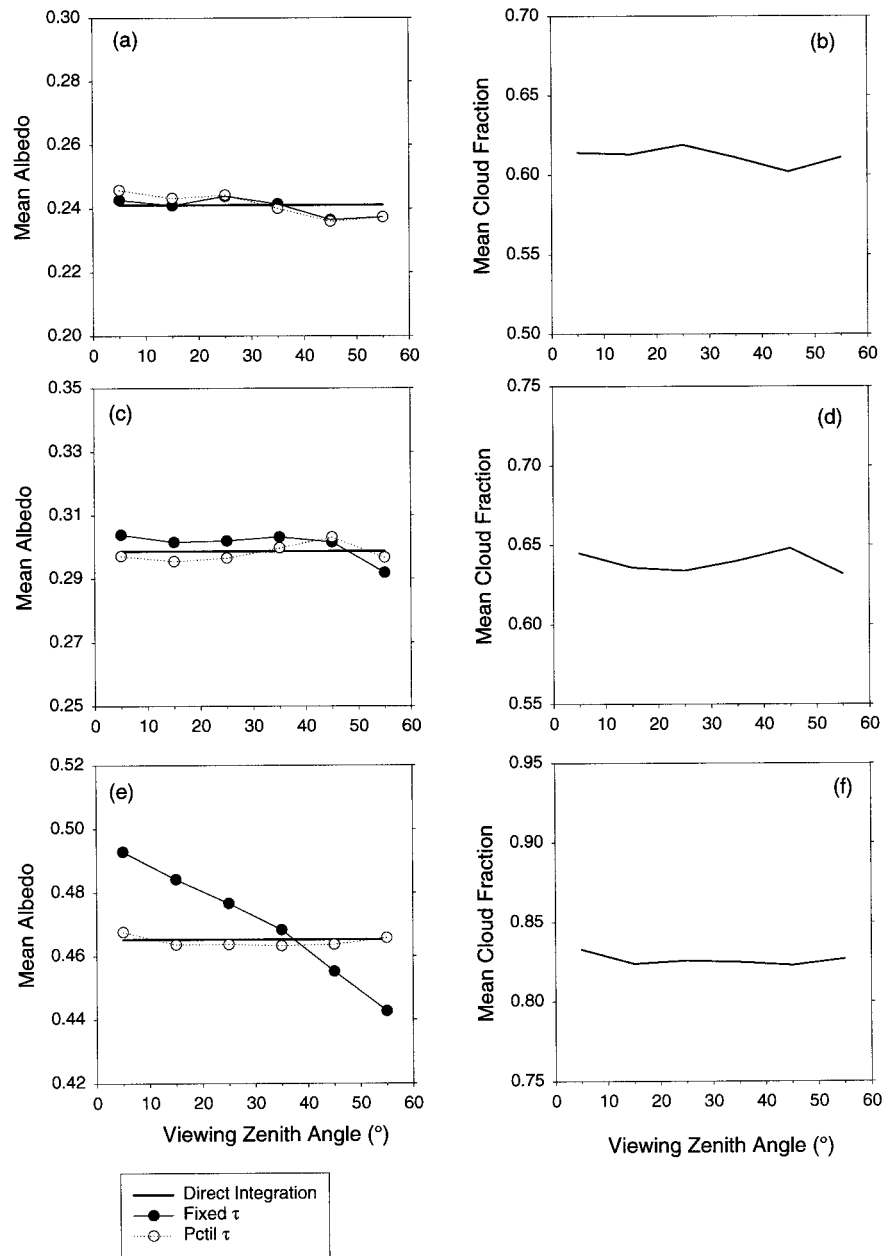 (a)
Mean Albedo
0.30
0.28
0.26
0.24
0.22
0.20
0 10 20 30 40 50 60
(b)
Mean Cloud Fraction
0.70
0.65
0.60
0.55
0.50
0 10 20 30 40 50 60
(c)
Mean Albedo
0.35
0.33
0.31
0.29
0.27
0.25
0 10 20 30 40 50 60
(d)
Mean Cloud Fraction
0.75
0.70
0.65
0.60
0.55
0 10 20 30 40 50 60
(e)
Mean Albedo
0.52
0.50
0.48
0.46
0.44
0.42
0 10 20 30 40 50 60
Viewing Zenith Angle (°)
(f)
Mean Cloud Fraction
0.95
0.90
0.85
0.80
0.75
0 10 20 30 40 50 60
Viewing Zenith Angle (°)
Direct Integration
Fixed τ
Pctil τ